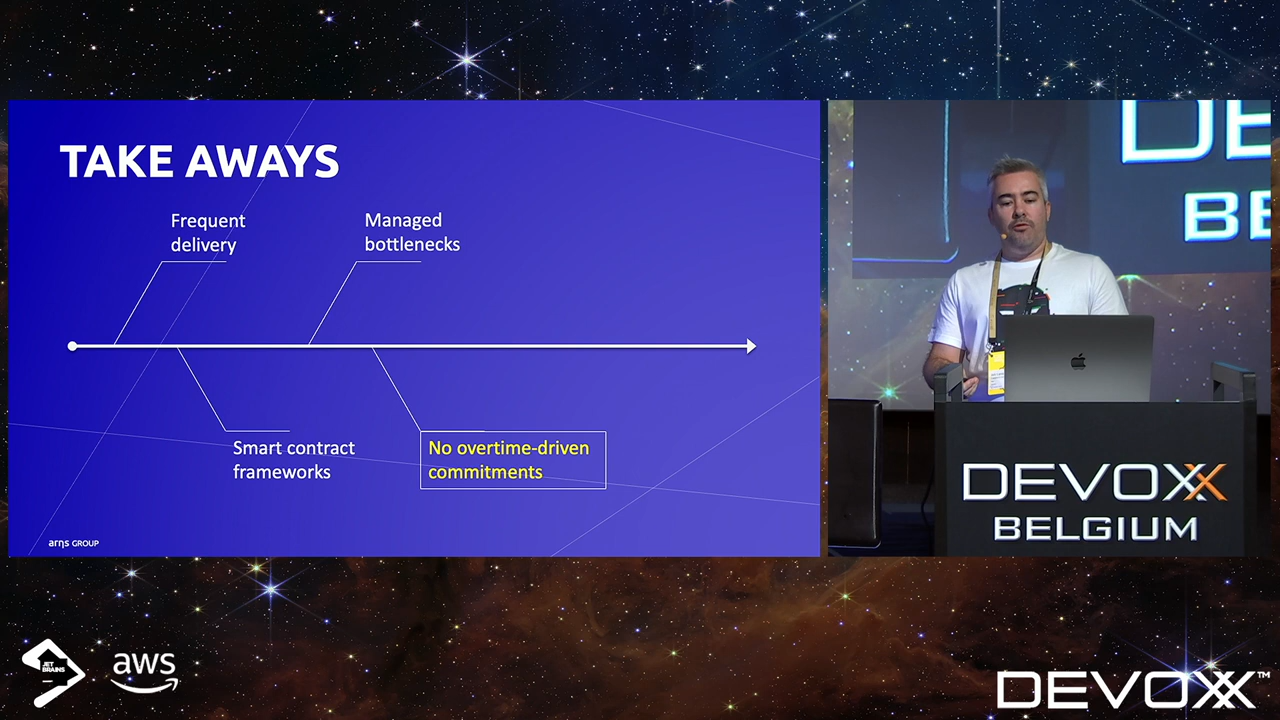 TAKE AWAYS
Frequent
delivery
Managed
bottlenecks
Smart contract
frameworks
No overtime-driven
commitments
arηs GROUP
DE
BE
DEVOXX
BELGIUM
JET
BRAINS
aws
DEVOXX™